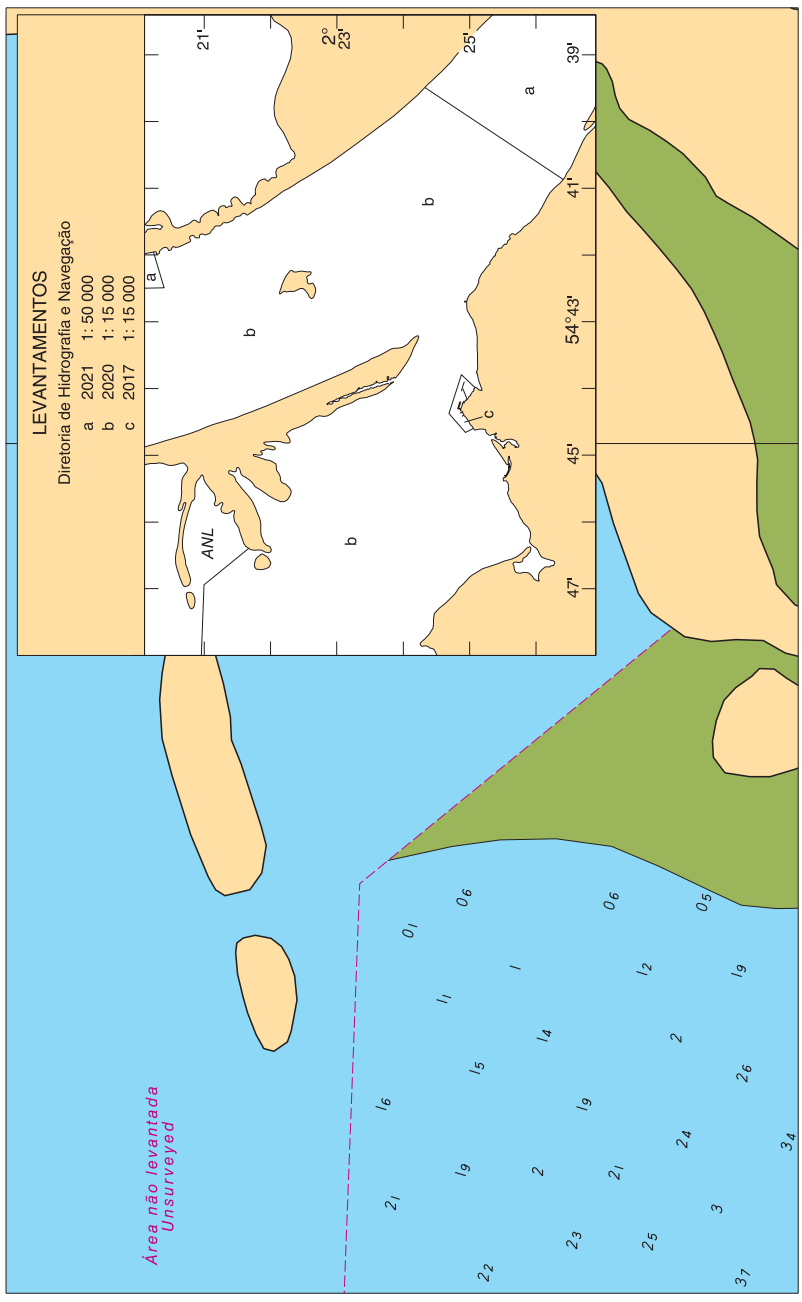 LEVANTAMENTOS
Diretoria de Hidrografia e Navegação
a 2021 1: 50 000
b 2020 1: 15 000
c 2017 1: 15 000
21'
2°
23'
25'
39'
41'
54°43'
45'
47'
a
a
b
b
b
c
ANL
Área não levantada
Unsurveyed
0₁
0₆
0₆
0₅
1
1₁
1₂
1₉
1₄
1₅
2
1₆
1₉
2₆
1₉
2
2₁
2₄
3₄
2₁
2₂
2₃
2₅
3
3₇